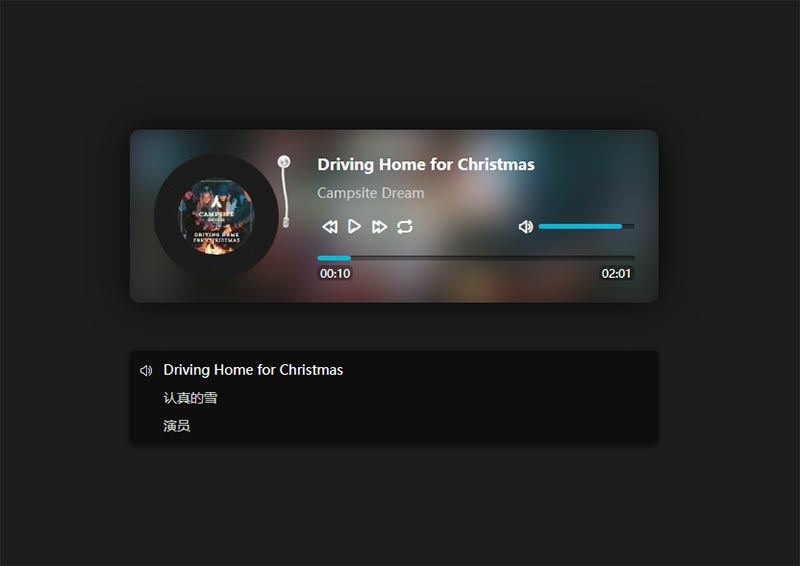 Driving Home for Christmas
Campsite Dream
CAMPSITE
DREAM
DRIVING HOME
FOR CHRISTMAS
00:10
02:01
Driving Home for Christmas
认真的雪
演员